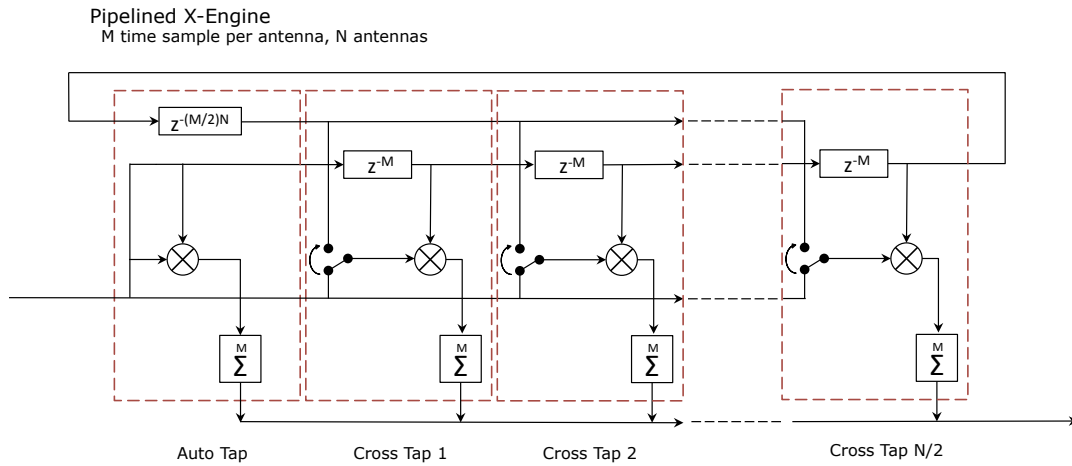 Pipelined X-Engine
M time sample per antenna, N antennas
z-(M/2)N
z-M
z-M
z-M
M
Σ
M
Σ
M
Σ
M
Σ
Auto Tap
Cross Tap 1
Cross Tap 2
Cross Tap N/2